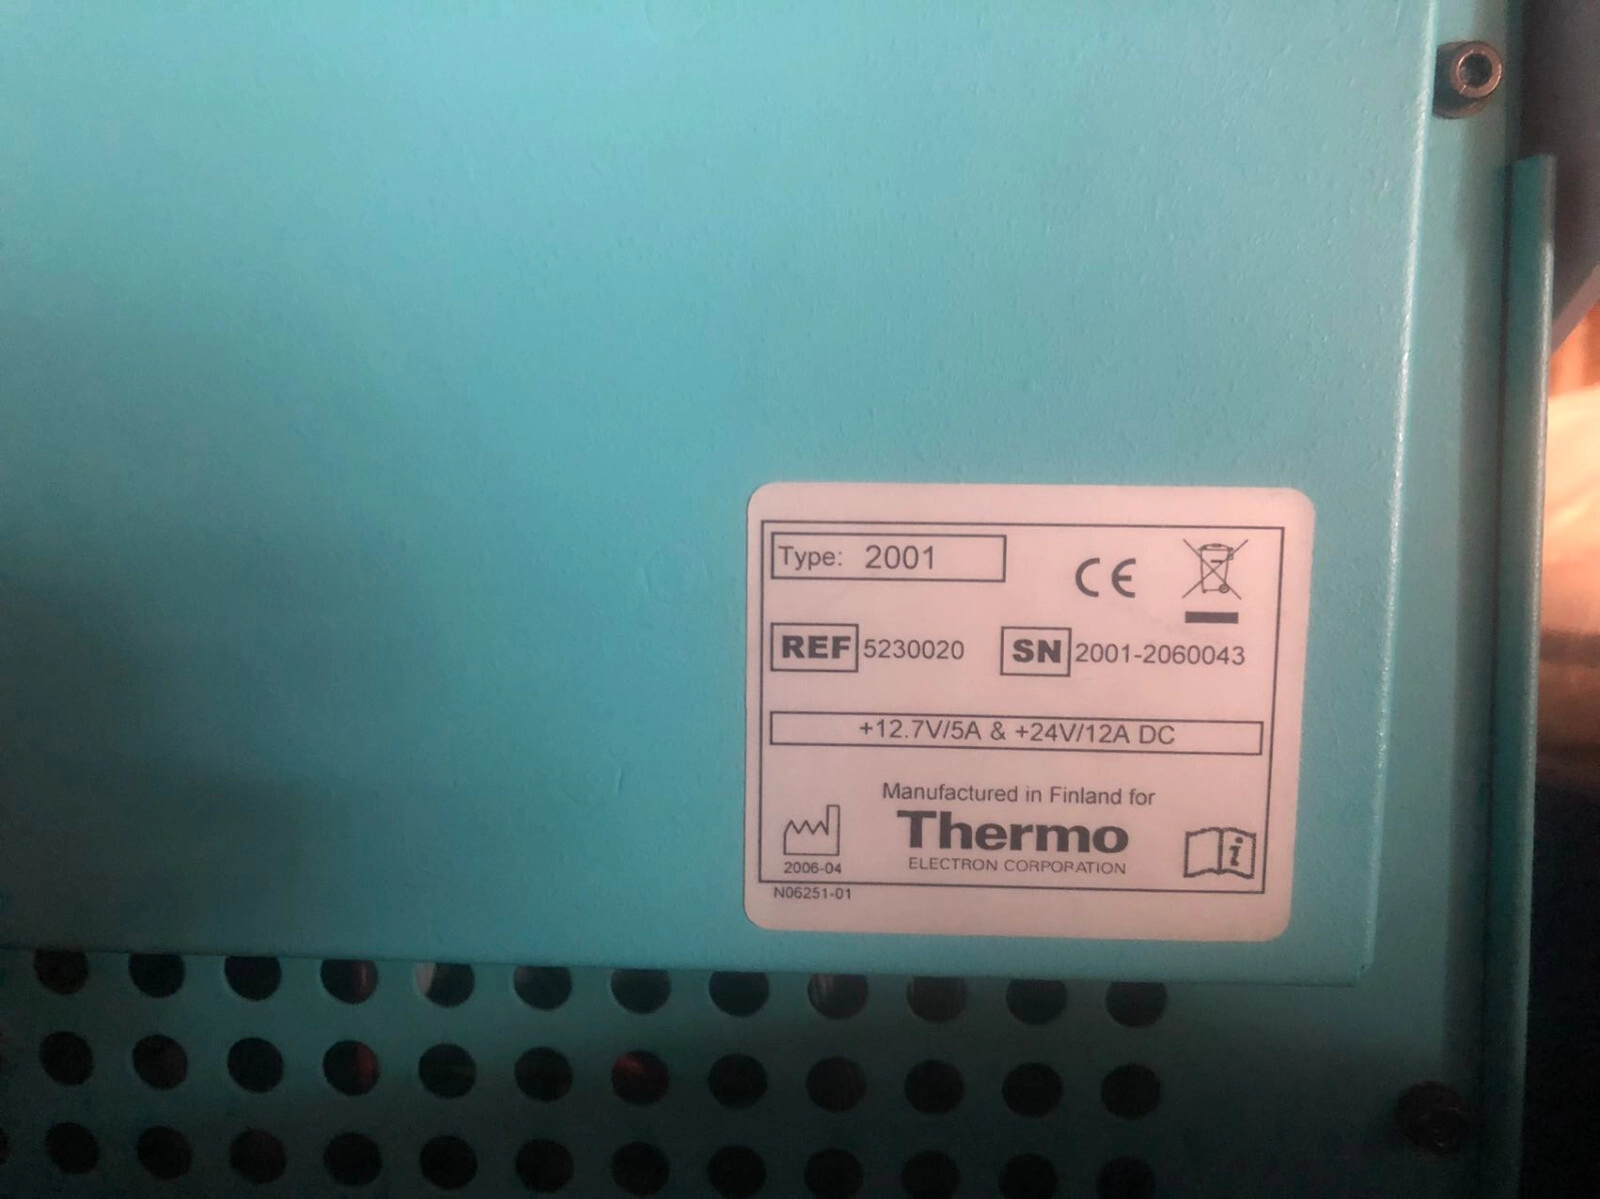 Type: 2001
CE
REF 5230020 SN 2001-2060043
+12.7V/5A & +24V/12A DC
Manufactured in Finland for
Thermo
ELECTRON CORPORATION
i
2006-04
N06251-01